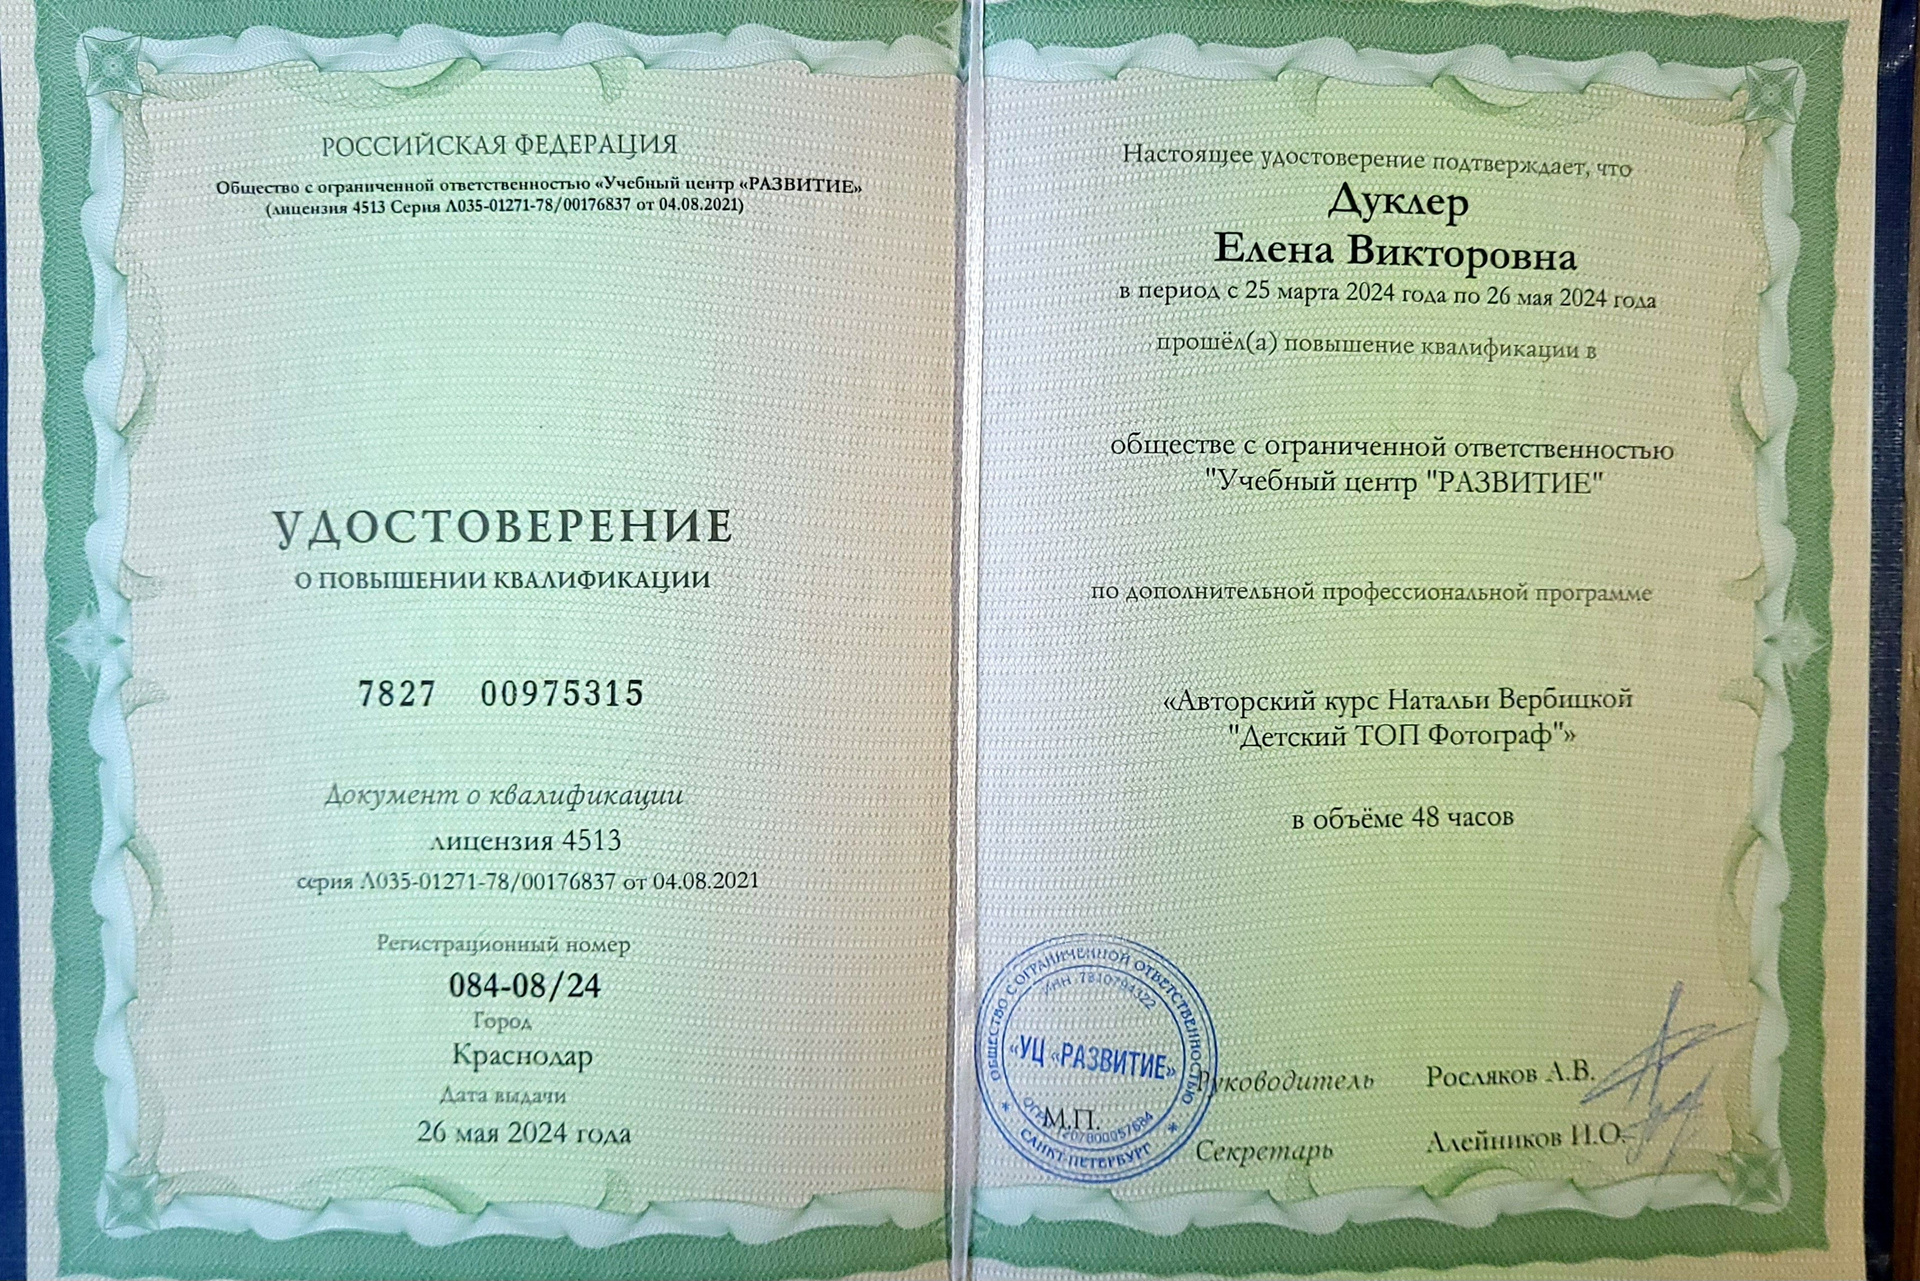 РОССИЙСКАЯ ФЕДЕРАЦИЯ
Общество с ограниченной ответственностью «Учебный центр «РАЗВИТИЕ»
(лицензия 4513 Серия Л035-01271-78/00176837 от 04.08.2021)
УДОСТОВЕРЕНИЕ
О ПОВЫШЕНИИ КВАЛИФИКАЦИИ
7827 00975315
Документ о квалификации
лицензия 4513
серия Л035-01271-78/00176837 от 04.08.2021
Регистрационный номер
084-08/24
Город
Краснодар
Дата выдачи
26 мая 2024 года
Настоящее удостоверение подтверждает, что
Дуклер
Елена Викторовна
в период с 25 марта 2024 года по 26 мая 2024 года
прошёл(а) повышение квалификации в
обществе с ограниченной ответственностью
"Учебный центр "РАЗВИТИЕ"
по дополнительной профессиональной программе
«Авторский курс Натальи Вербицкой
"Детский ТОП Фотограф"»
в объёме 48 часов
ОБЩЕСТВО С ОГРАНИЧЕННОЙ ОТВЕТСТВЕННОСТЬЮ
ИНН 7810794322
«УЦ «РАЗВИТИЕ»
М.П.
САНКТ-ПЕТЕРБУРГ
Руководитель Росляков А.В.
Секретарь Алейников И.О.